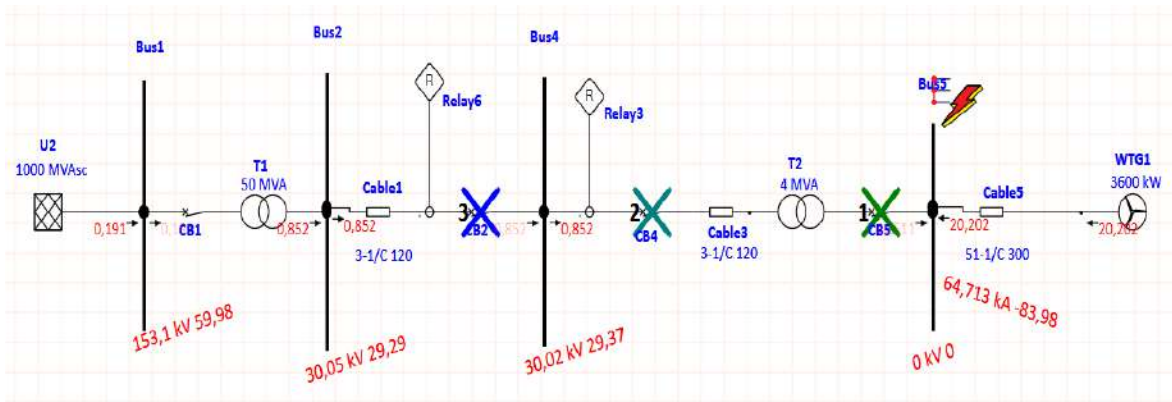 Bus1
Bus2
Bus4
Bus5
R
Relay6
R
Relay3
U2
1000 MVAsc
T1
50 MVA
Cable1
T2
4 MVA
Cable5
WTG1
3600 kW
3
2
1
0,191
CB1
0,852
0,852
CB2
0,852
0,852
CB4
Cable3
CB5
20,202
20,202
3-1/C 120
3-1/C 120
51-1/C 300
153,1 kV 59,98
30,05 kV 29,29
30,02 kV 29,37
64,713 kA -83,98
0 kV 0